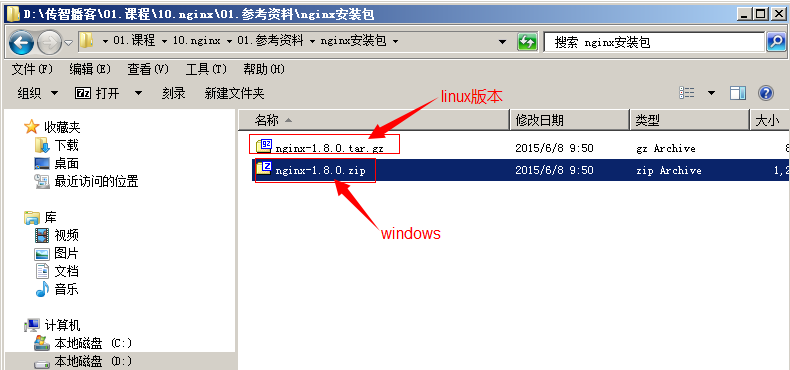 D:\传智播客\01.课程\10.nginx\01.参考资料\nginx安装包
01.课程 10.nginx 01.参考资料 nginx安装包
搜索 nginx安装包
文件(F) 编辑(E) 查看(V) 工具(T) 帮助(H)
组织 打开 刻录 新建文件夹
linux版本
收藏夹
下载
桌面
最近访问的位置
库
视频
图片
文档
音乐
计算机
本地磁盘 (C:)
本地磁盘 (D:)
名称 修改日期 类型 大小
nginx-1.8.0.tar.gz 2015/6/8 9:50 gz Archive 8
nginx-1.8.0.zip 2015/6/8 9:50 zip Archive 1,2
windows